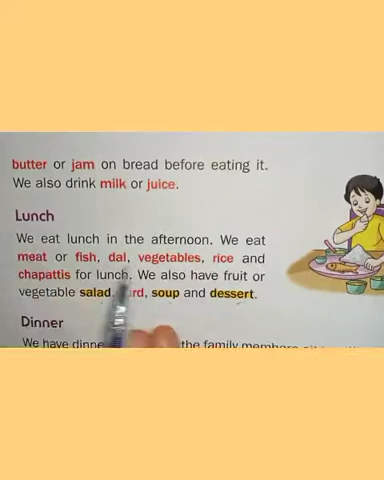 butter or jam on bread before eating it.
We also drink milk or juice.
Lunch
We eat lunch in the afternoon. We eat
meat or fish, dal, vegetables, rice and
chapattis for lunch. We also have fruit or
vegetable salad, rd, soup and dessert.
Dinner
We have dinne the family members